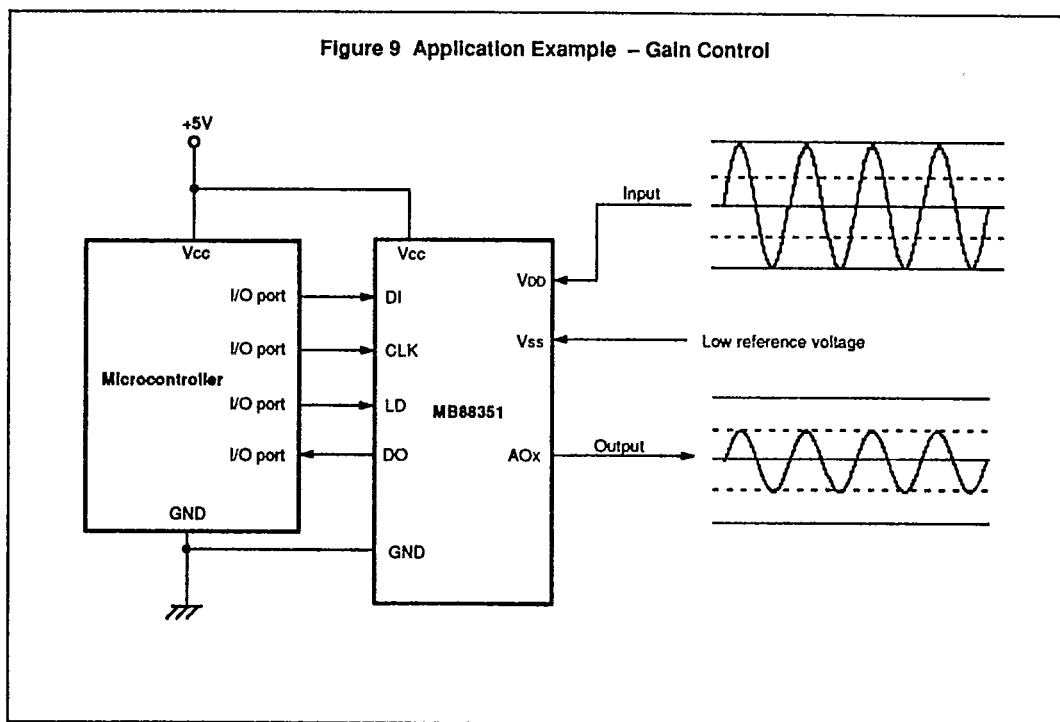 Figure 9 Application Example – Gain Control
+5V
Vcc
Vcc
Input
I/O port
DI
VDD
I/O port
CLK
Vss
Low reference voltage
Microcontroller
I/O port
LD
MB88351
I/O port
DO
AOx
Output
GND
GND